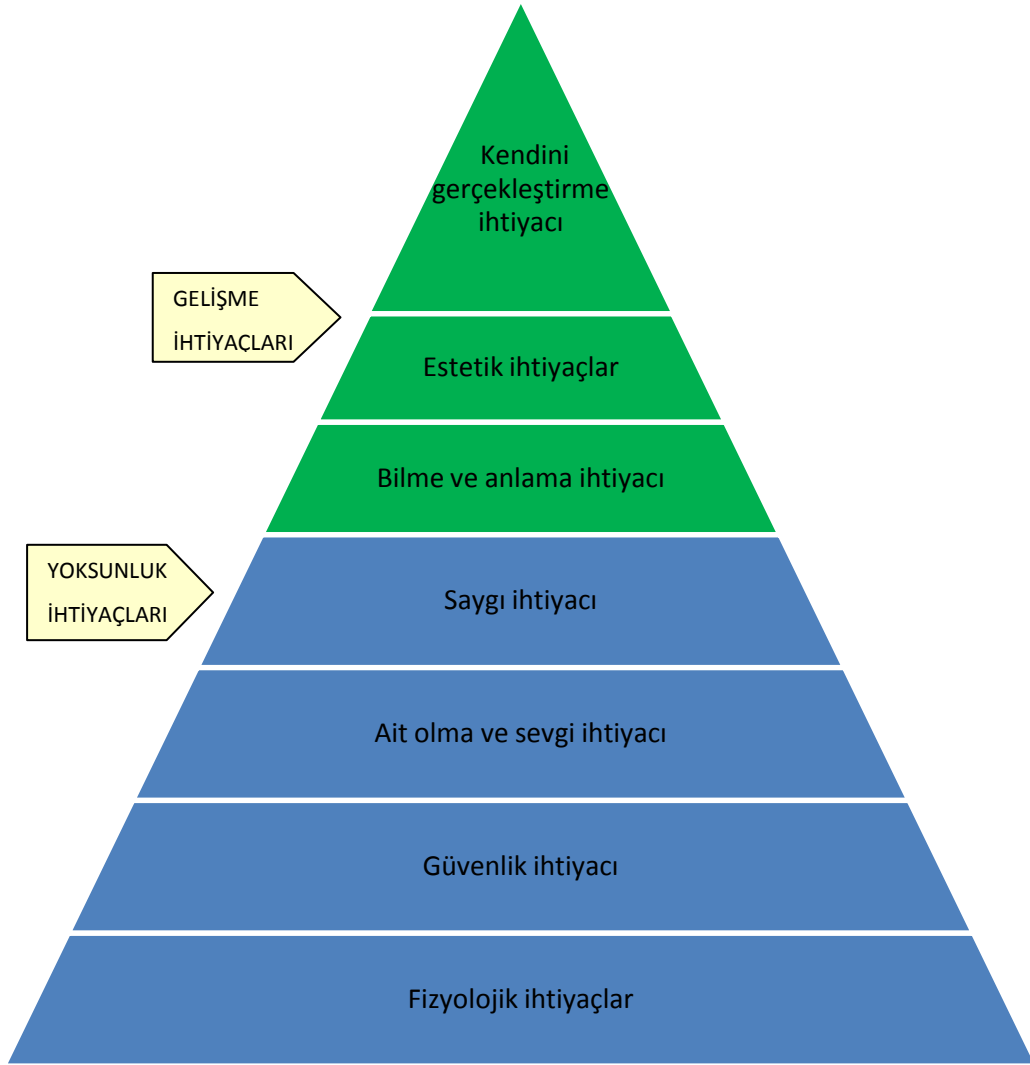 Kendini
gerçekleştirme
ihtiyacı
GELİŞME
İHTİYAÇLARI
Estetik ihtiyaçlar
Bilme ve anlama ihtiyacı
YOKSUNLUK
İHTİYAÇLARI
Saygı ihtiyacı
Ait olma ve sevgi ihtiyacı
Güvenlik ihtiyacı
Fizyolojik ihtiyaçlar